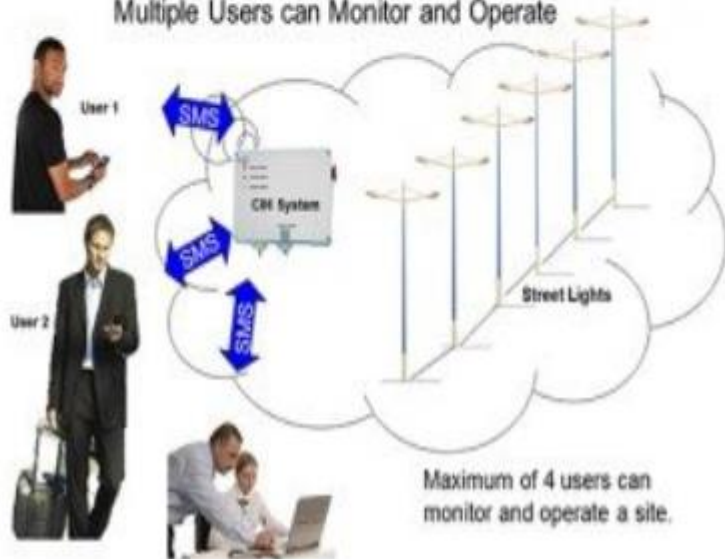 Multiple Users can Monitor and Operate
User 1
SMS
CIH System
SMS
User 2
SMS
Street Lights
Maximum of 4 users can
monitor and operate a site.